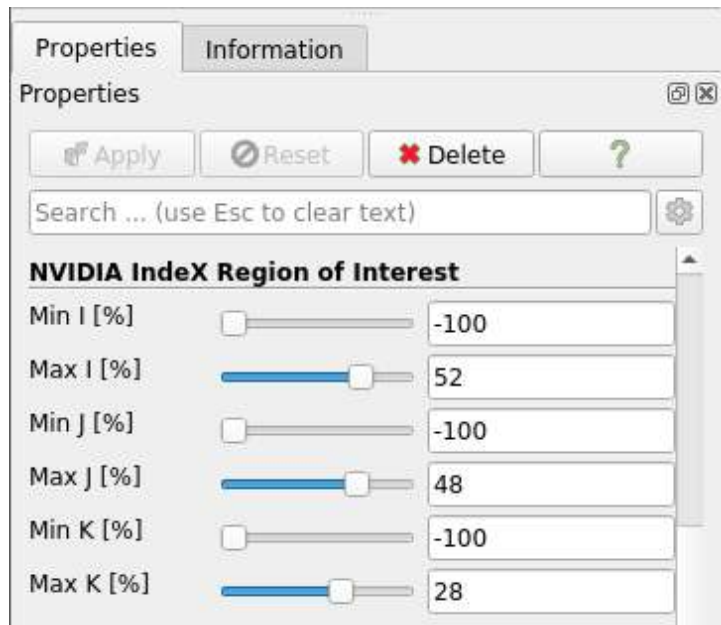 Properties Information
Properties
Apply Reset Delete ?
Search ... (use Esc to clear text)
NVIDIA IndeX Region of Interest
Min I [%] -100
Max I [%] 52
Min J [%] -100
Max J [%] 48
Min K [%] -100
Max K [%] 28